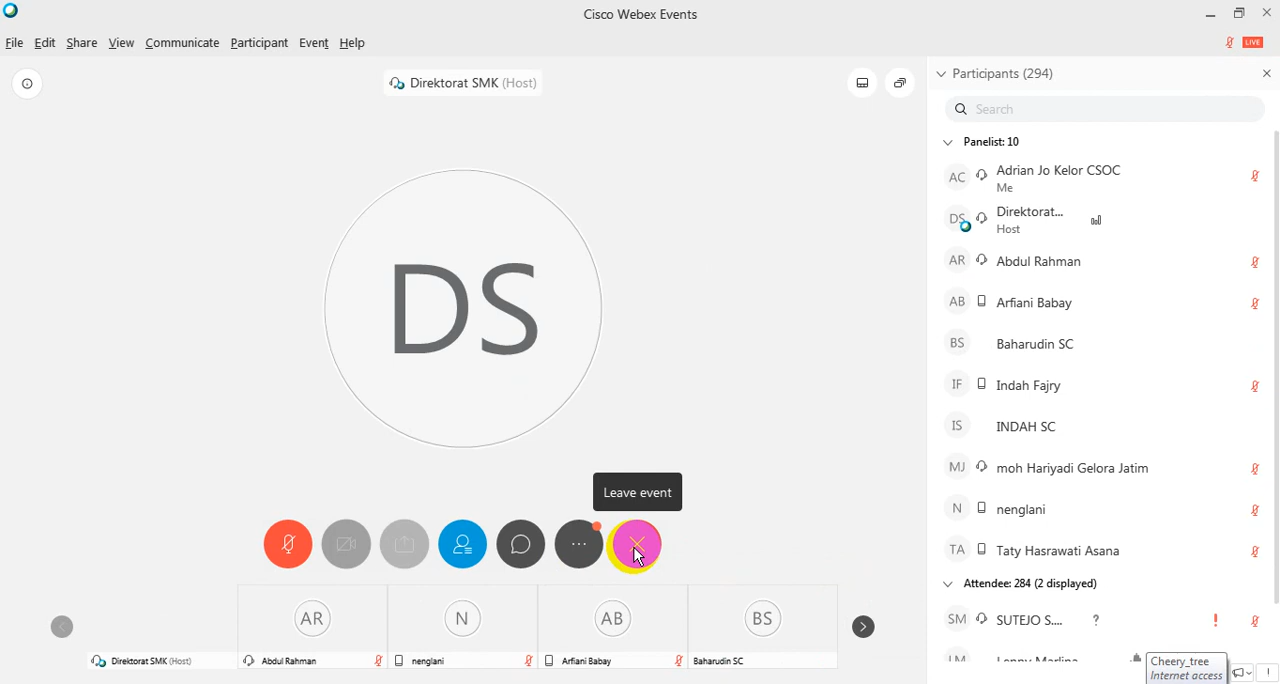 Cisco Webex Events
File Edit Share View Communicate Participant Event Help
LIVE
Direktorat SMK (Host)
Participants (294)
Search
Panelist: 10
AC Adrian Jo Kelor CSOC
Me
DS Direktorat...
Host
AR Abdul Rahman
AB Arfiani Babay
BS Baharudin SC
IF Indah Fajry
IS INDAH SC
MJ moh Hariyadi Gelora Jatim
N nenglani
TA Taty Hasrawati Asana
Attendee: 284 (2 displayed)
SM SUTEJO S.... ?
LM Lenny Marlina
Cheery_tree
Internet access
DS
Leave event
AR N AB BS
Direktorat SMK (Host) Abdul Rahman nenglani Arfiani Babay Baharudin SC